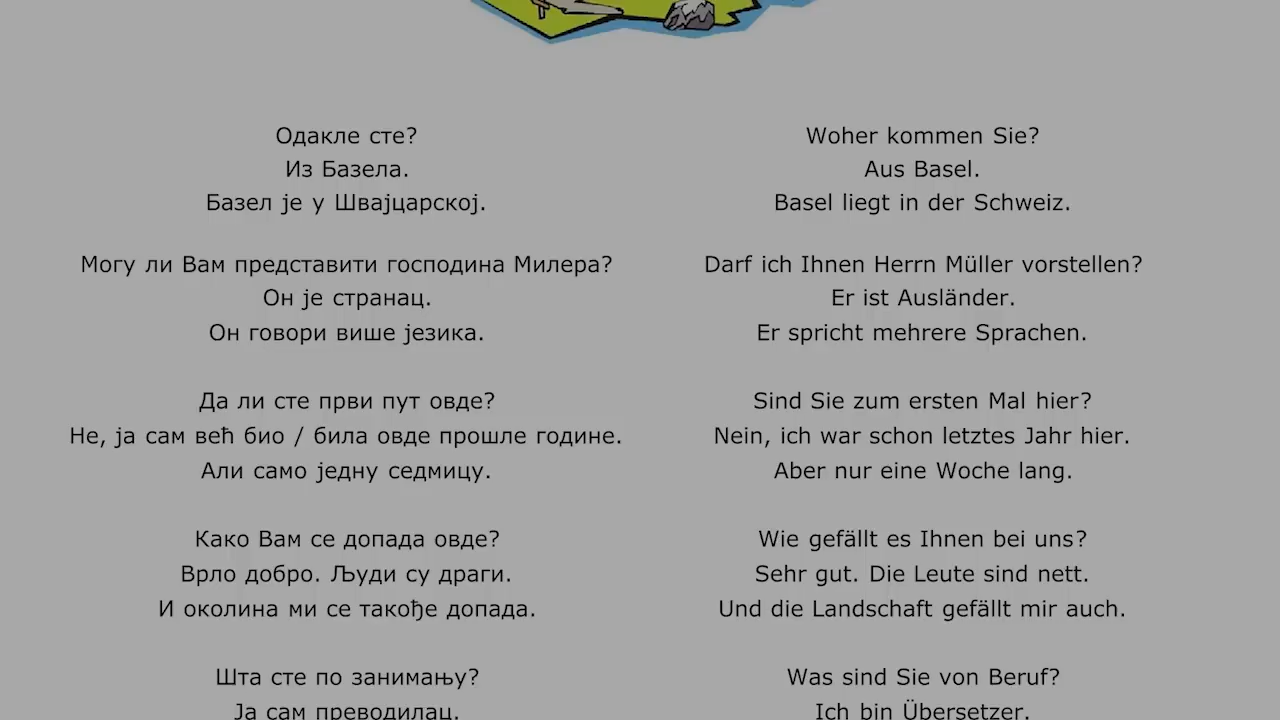 Одакле сте?
Из Базела.
Базел је у Швајцарској.
Могу ли Вам представити господина Милера?
Он је странац.
Он говори више језика.
Да ли сте први пут овде?
Не, ја сам већ био / била овде прошле године.
Али само једну седмицу.
Како Вам се допада овде?
Врло добро. Људи су драги.
И околина ми се такође допада.
Шта сте по занимању?
Ја сам преводилац.
Woher kommen Sie?
Aus Basel.
Basel liegt in der Schweiz.
Darf ich Ihnen Herrn Müller vorstellen?
Er ist Ausländer.
Er spricht mehrere Sprachen.
Sind Sie zum ersten Mal hier?
Nein, ich war schon letztes Jahr hier.
Aber nur eine Woche lang.
Wie gefällt es Ihnen bei uns?
Sehr gut. Die Leute sind nett.
Und die Landschaft gefällt mir auch.
Was sind Sie von Beruf?
Ich bin Übersetzer.